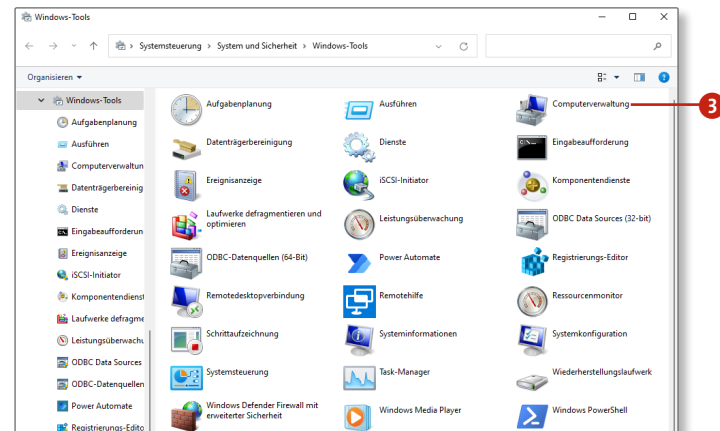 Windows-Tools
Systemsteuerung > System und Sicherheit > Windows-Tools
Organisieren
Windows-Tools
Aufgabenplanung
Ausführen
Computerverwaltun
Datenträgerbereinig
Dienste
Eingabeaufforderun
Ereignisanzeige
iSCSI-Initiator
Komponentendienst
Laufwerke defragme
Leistungsüberwachu
ODBC Data Sources
ODBC-Datenquellen
Power Automate
Registrierungs-Edito
Aufgabenplanung
Ausführen
Computerverwaltung
3
Datenträgerbereinigung
Dienste
Eingabeaufforderung
Ereignisanzeige
iSCSI-Initiator
Komponentendienste
Laufwerke defragmentieren und
optimieren
Leistungsüberwachung
ODBC Data Sources (32-bit)
ODBC-Datenquellen (64-Bit)
Power Automate
Registrierungs-Editor
Remotedesktopverbindung
Remotehilfe
Ressourcenmonitor
Schrittaufzeichnung
Systeminformationen
Systemkonfiguration
Systemsteuerung
Task-Manager
Wiederherstellungslaufwerk
Windows Defender Firewall mit
erweiterter Sicherheit
Windows Media Player
Windows PowerShell